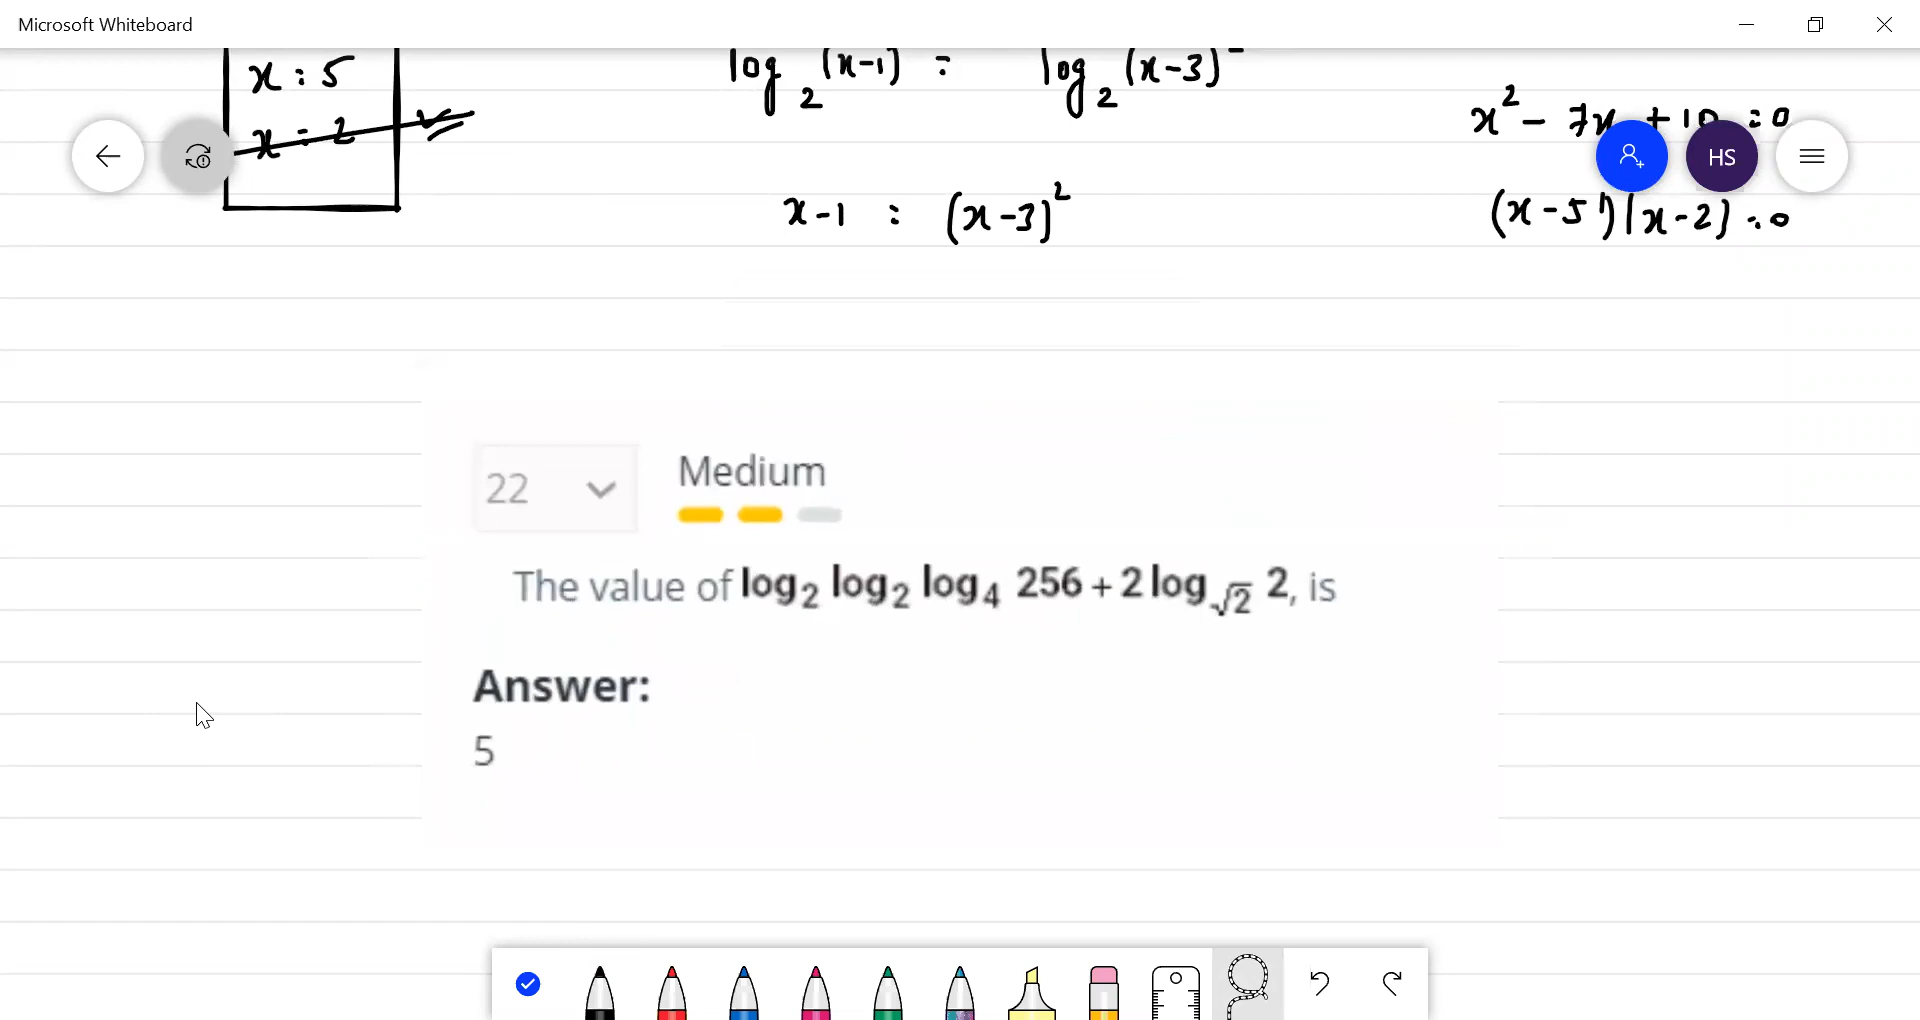 Microsoft Whiteboard
x : 5
x : 2
log₂ (x-1) = log₂ (x-3)²
x² - 7x + 10 = 0
HS
x-1 = (x-3)²
(x-5)(x-2) = 0
22
Medium
The value of log₂ log₂ log₄ 256 + 2 log_√2 2, is
Answer:
5